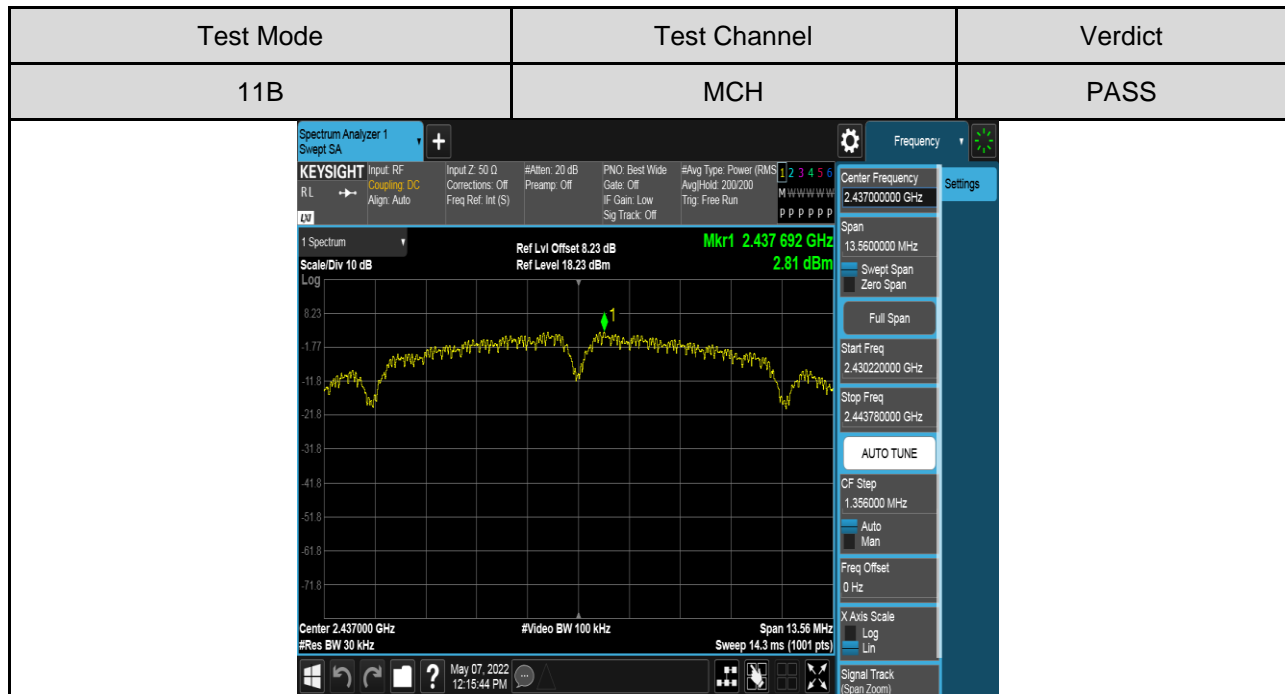 Test Mode Test Channel Verdict
11B MCH PASS
Spectrum Analyzer 1
Swept SA
+
Frequency
KEYSIGHT Input: RF Input Z: 50 Ω #Atten: 20 dB PNO: Best Wide #Avg Type: Power (RMS 1 2 3 4 5 6
R L Coupling: DC Corrections: Off Preamp: Off Gate: Off Avg|Hold: 200/200 M W W W W W
Align: Auto Freq Ref: Int (S) IF Gain: Low Trig: Free Run
LXI Sig Track: Off P P P P P P
Center Frequency
2.437000000 GHz
Settings
1 Spectrum
Scale/Div 10 dB
Log
Ref Lvl Offset 8.23 dB
Ref Level 18.23 dBm
Mkr1 2.437 692 GHz
2.81 dBm
1
8.23
-1.77
-11.8
-21.8
-31.8
-41.8
-51.8
-61.8
-71.8
Center 2.437000 GHz #Video BW 100 kHz Span 13.56 MHz
#Res BW 30 kHz Sweep 14.3 ms (1001 pts)
Span
13.5600000 MHz
Swept Span
Zero Span
Full Span
Start Freq
2.430220000 GHz
Stop Freq
2.443780000 GHz
AUTO TUNE
CF Step
1.356000 MHz
Auto
Man
Freq Offset
0 Hz
X Axis Scale
Log
Lin
Signal Track
(Span Zoom)
? May 07, 2022
12:15:44 PM